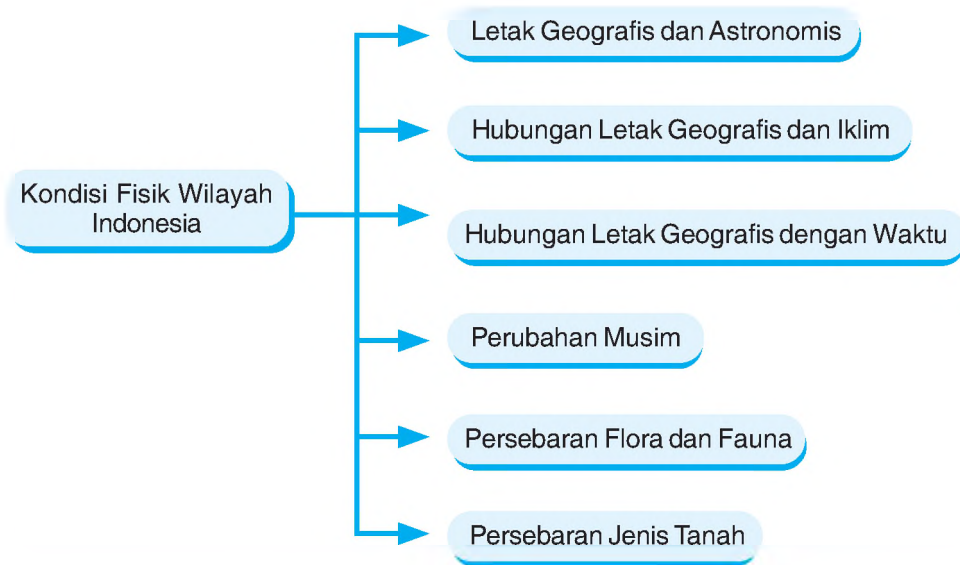 Letak Geografis dan Astronomis
Hubungan Letak Geografis dan Iklim
Kondisi Fisik Wilayah
Indonesia
Hubungan Letak Geografis dengan Waktu
Perubahan Musim
Persebaran Flora dan Fauna
Persebaran Jenis Tanah